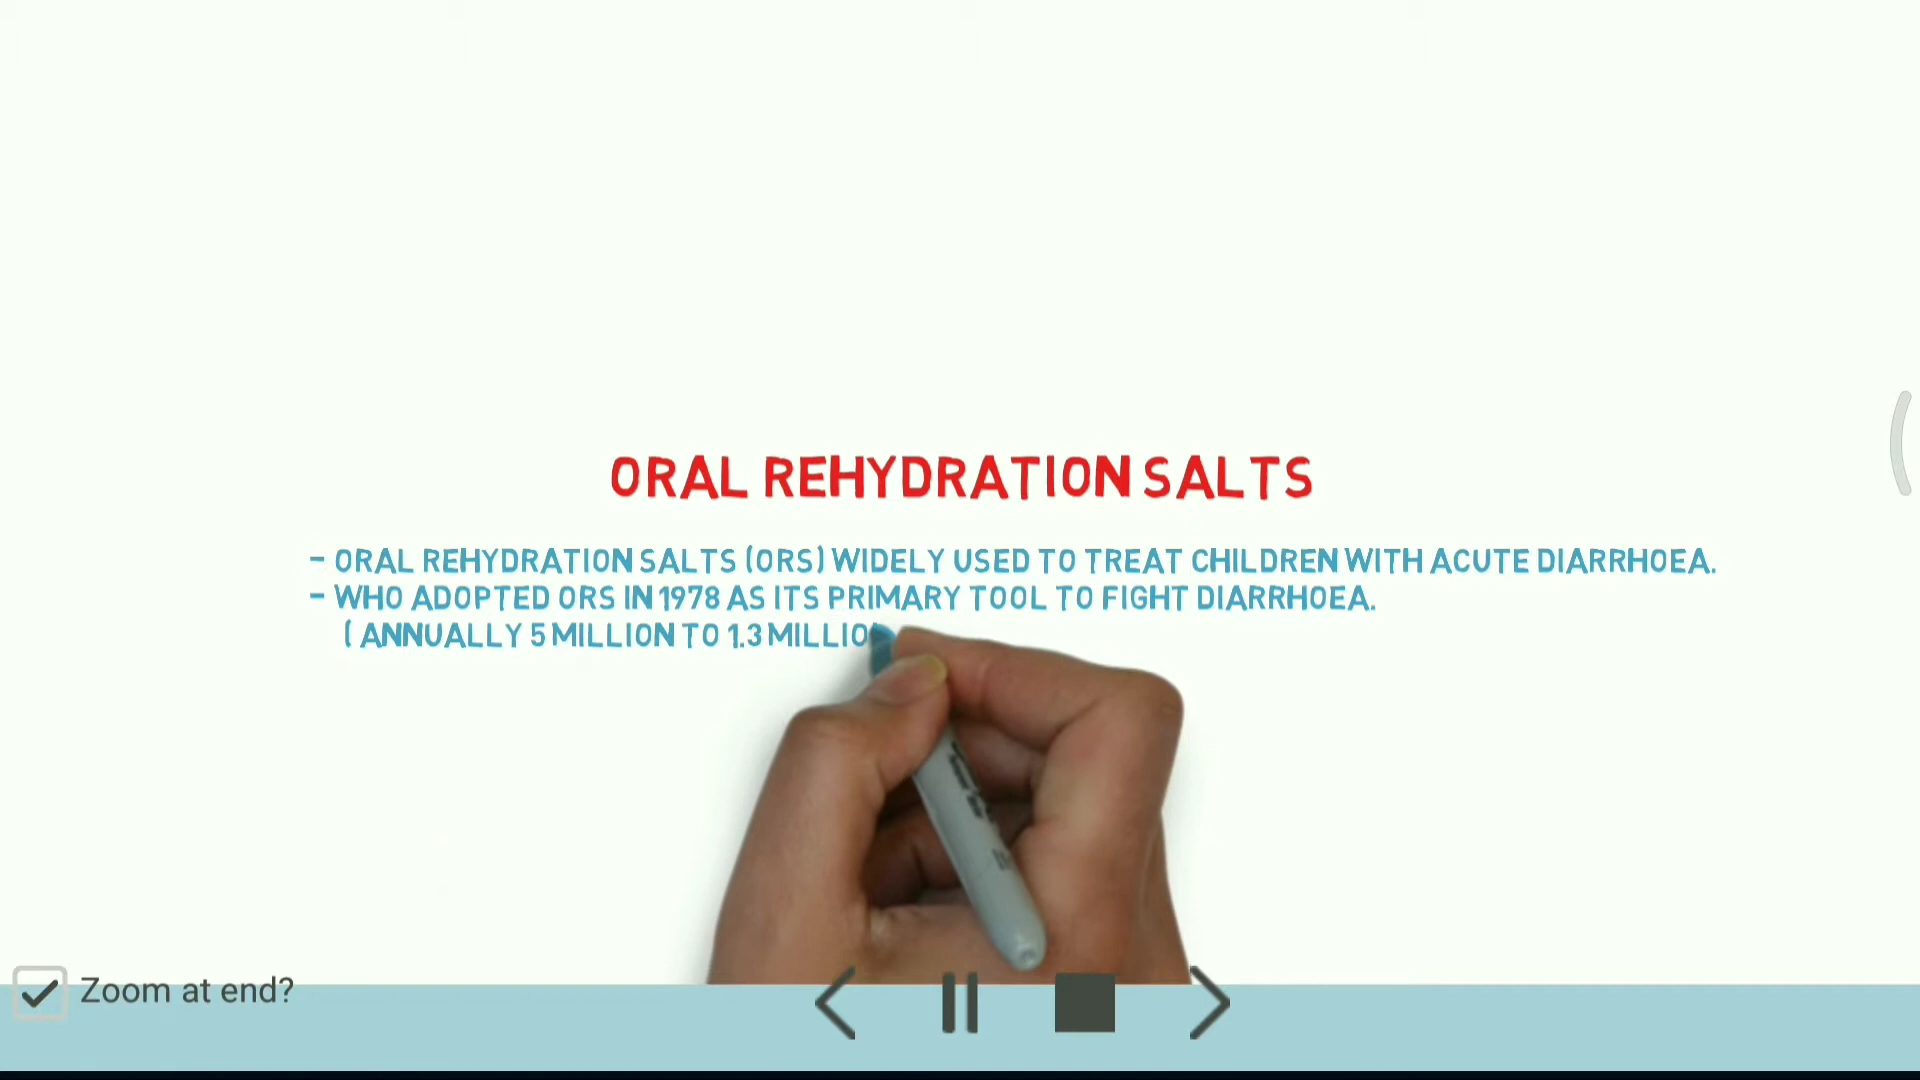 ORAL REHYDRATION SALTS
- ORAL REHYDRATION SALTS (ORS) WIDELY USED TO TREAT CHILDREN WITH ACUTE DIARRHOEA.
- WHO ADOPTED ORS IN 1978 AS ITS PRIMARY TOOL TO FIGHT DIARRHOEA.
( ANNUALLY 5 MILLION TO 1.3 MILLIO
Zoom at end?